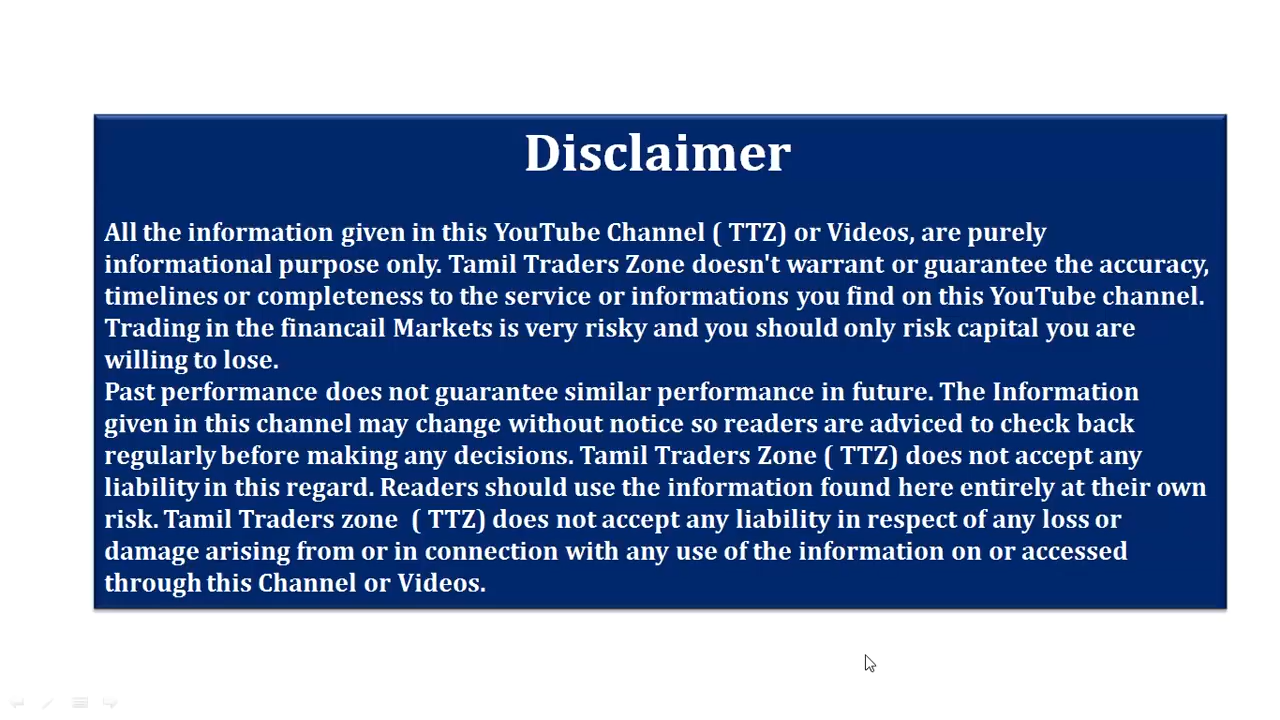 Disclaimer
All the information given in this YouTube Channel ( TTZ) or Videos, are purely
informational purpose only. Tamil Traders Zone doesn't warrant or guarantee the accuracy,
timelines or completeness to the service or informations you find on this YouTube channel.
Trading in the financail Markets is very risky and you should only risk capital you are
willing to lose.
Past performance does not guarantee similar performance in future. The Information
given in this channel may change without notice so readers are adviced to check back
regularly before making any decisions. Tamil Traders Zone ( TTZ) does not accept any
liability in this regard. Readers should use the information found here entirely at their own
risk. Tamil Traders zone  ( TTZ) does not accept any liability in respect of any loss or
damage arising from or in connection with any use of the information on or accessed
through this Channel or Videos.